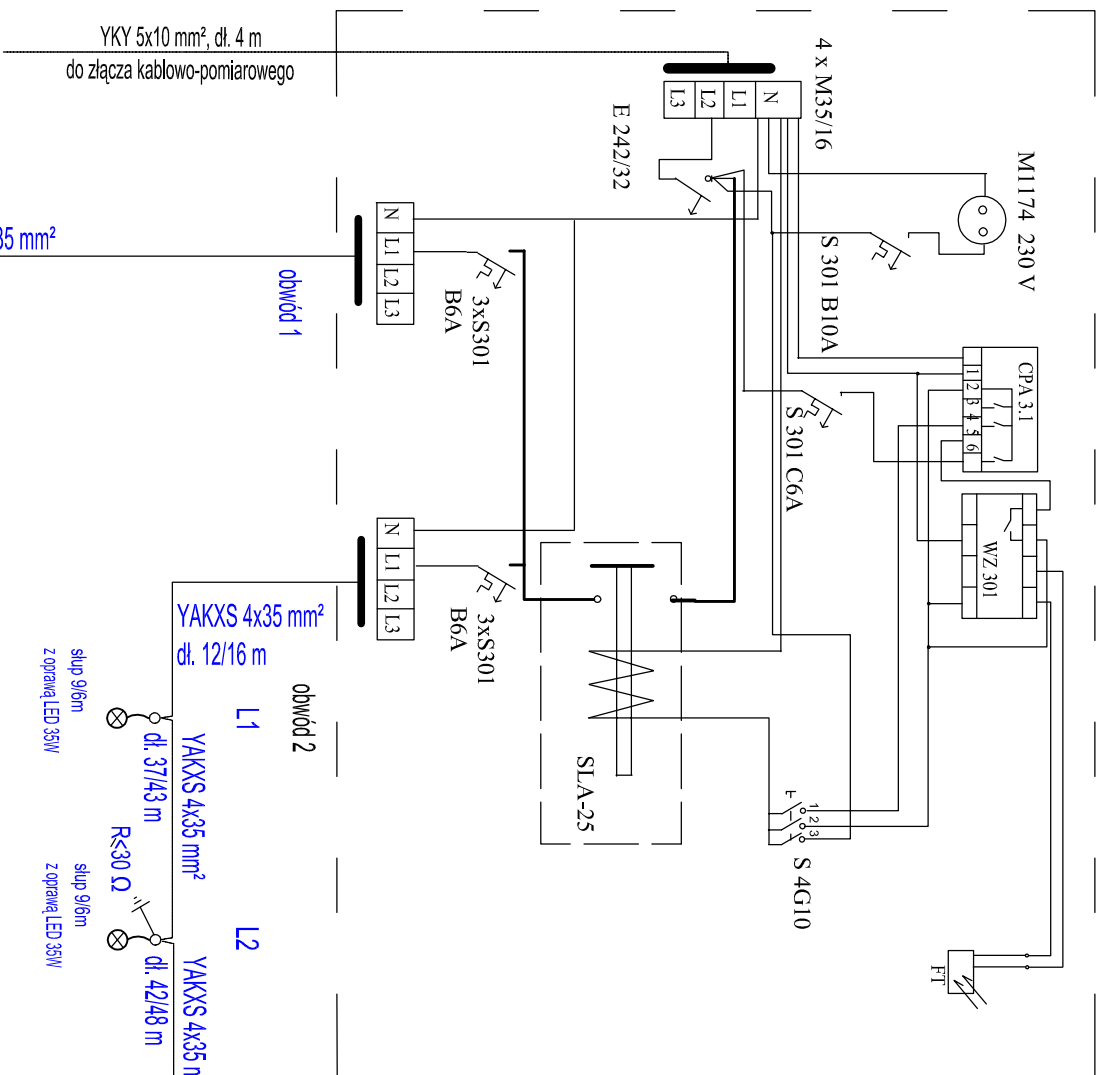 YKY 5x10 mm², dł. 4 m
do złącza kablowo-pomiarowego
4 x M35/16
L3
L2
L1
N
E 242/32
M1174 230 V
S 301 B10A
S 301 C6A
CPA 3.1
1
2
3
4
5
6
WZ 301
35 mm²
obwód 1
N
L1
L2
L3
3xS301
B6A
N
L1
L2
L3
3xS301
B6A
SLA-25
1
2
3
S 4G10
FT
YAKXS 4x35 mm²
dł. 12/16 m
obwód 2
L1
słup 9/6m
z oprawą LED 35W
YAKXS 4x35 mm²
dł. 37/43 m
R<30 Ω
L2
słup 9/6m
z oprawą LED 35W
YAKXS 4x35 m
dł. 42/48 m